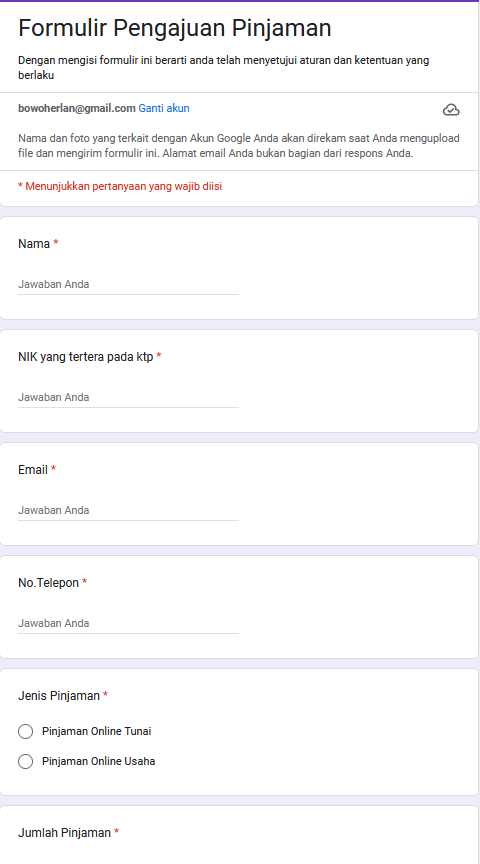 Formulir Pengajuan Pinjaman
Dengan mengisi formulir ini berarti anda telah menyetujui aturan dan ketentuan yang
berlaku
bowoherlan@gmail.com Ganti akun
Nama dan foto yang terkait dengan Akun Google Anda akan direkam saat Anda mengupload
file dan mengirim formulir ini. Alamat email Anda bukan bagian dari respons Anda.
* Menunjukkan pertanyaan yang wajib diisi
Nama *
Jawaban Anda
NIK yang tertera pada ktp *
Jawaban Anda
Email *
Jawaban Anda
No.Telepon *
Jawaban Anda
Jenis Pinjaman *
Pinjaman Online Tunai
Pinjaman Online Usaha
Jumlah Pinjaman *